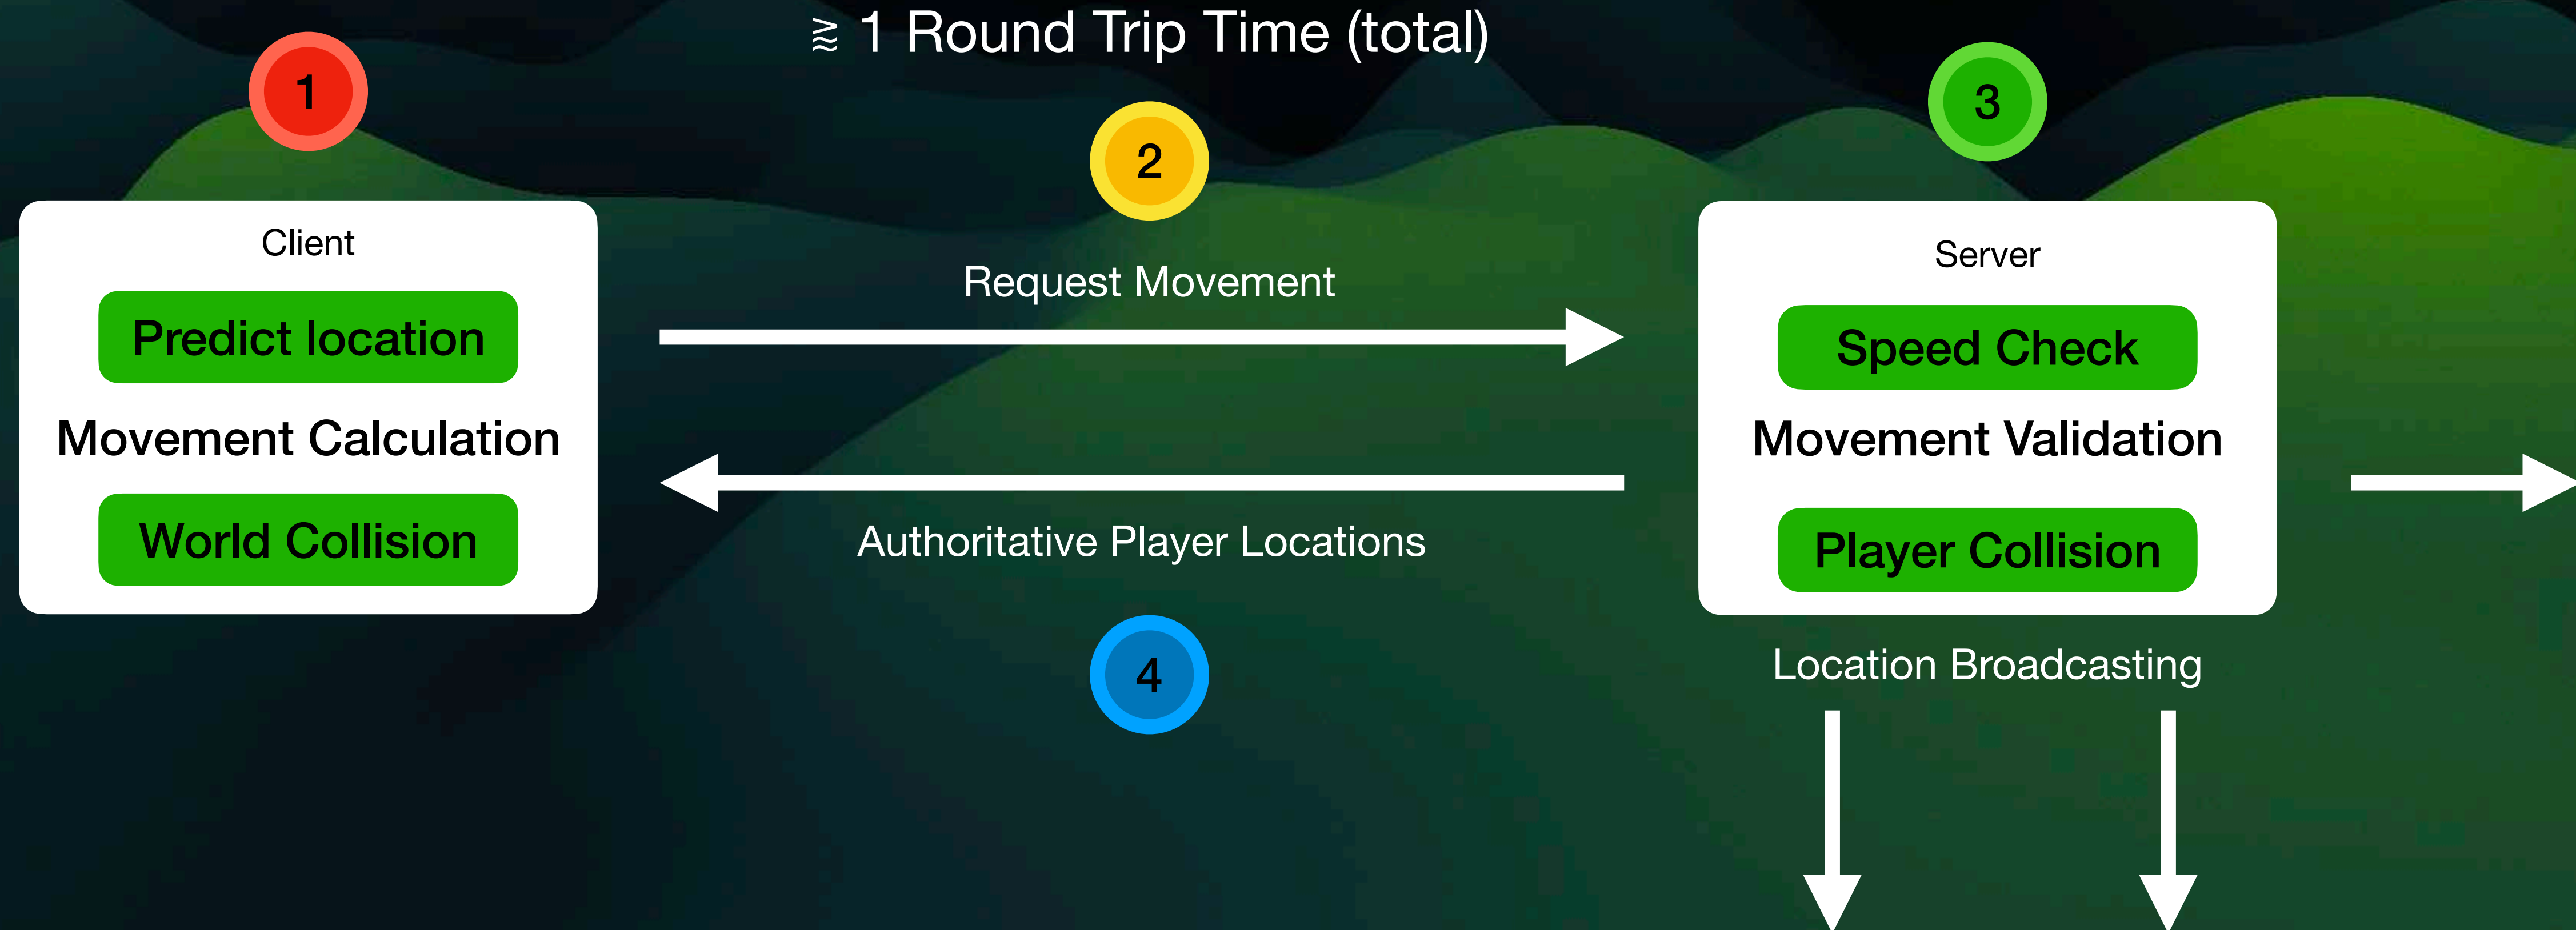 ⪞ 1 Round Trip Time (total)
1
2
3
Client
Predict location
Movement Calculation
World Collision
Request Movement
Authoritative Player Locations
4
Server
Speed Check
Movement Validation
Player Collision
Location Broadcasting